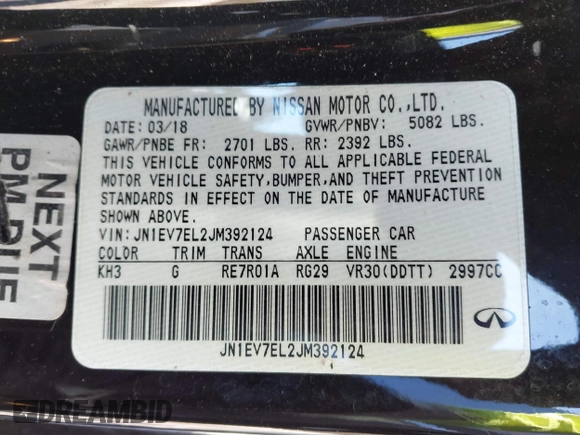 MANUFACTURED BY NISSAN MOTOR CO.,LTD.
DATE: 03/18 GVWR/PNBV: 5082 LBS.
GAWR/PNBE FR: 2701 LBS. RR: 2392 LBS.
THIS VEHICLE CONFORMS TO ALL APPLICABLE FEDERAL
MOTOR VEHICLE SAFETY,BUMPER,AND THEFT PREVENTION
STANDARDS IN EFFECT ON THE DATE OF MANUFACTURE
SHOWN ABOVE.
VIN:JN1EV7EL2JM392124 PASSENGER CAR
COLOR TRIM TRANS AXLE ENGINE
KH3 G RE7R01A RG29 VR30(DDTT) 2997CC
JN1EV7EL2JM392124
1
NEXT
PM DUE
DREAMBID